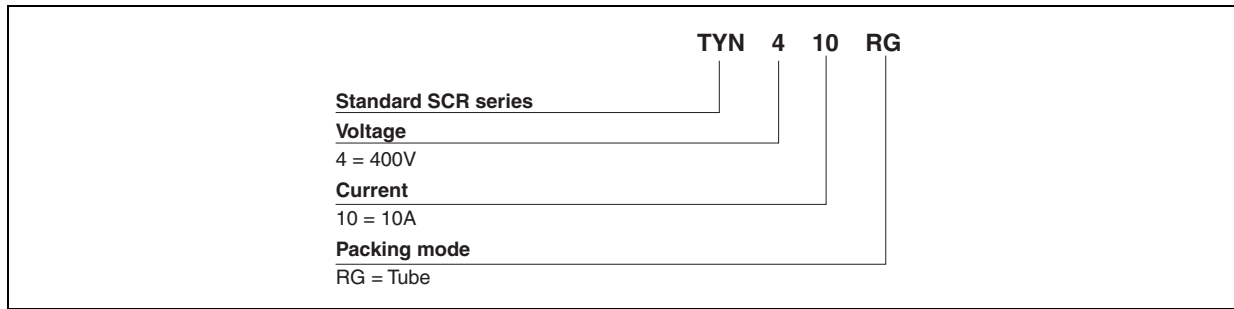 TYN 4 10 RG
Standard SCR series
Voltage
4 = 400V
Current
10 = 10A
Packing mode
RG = Tube